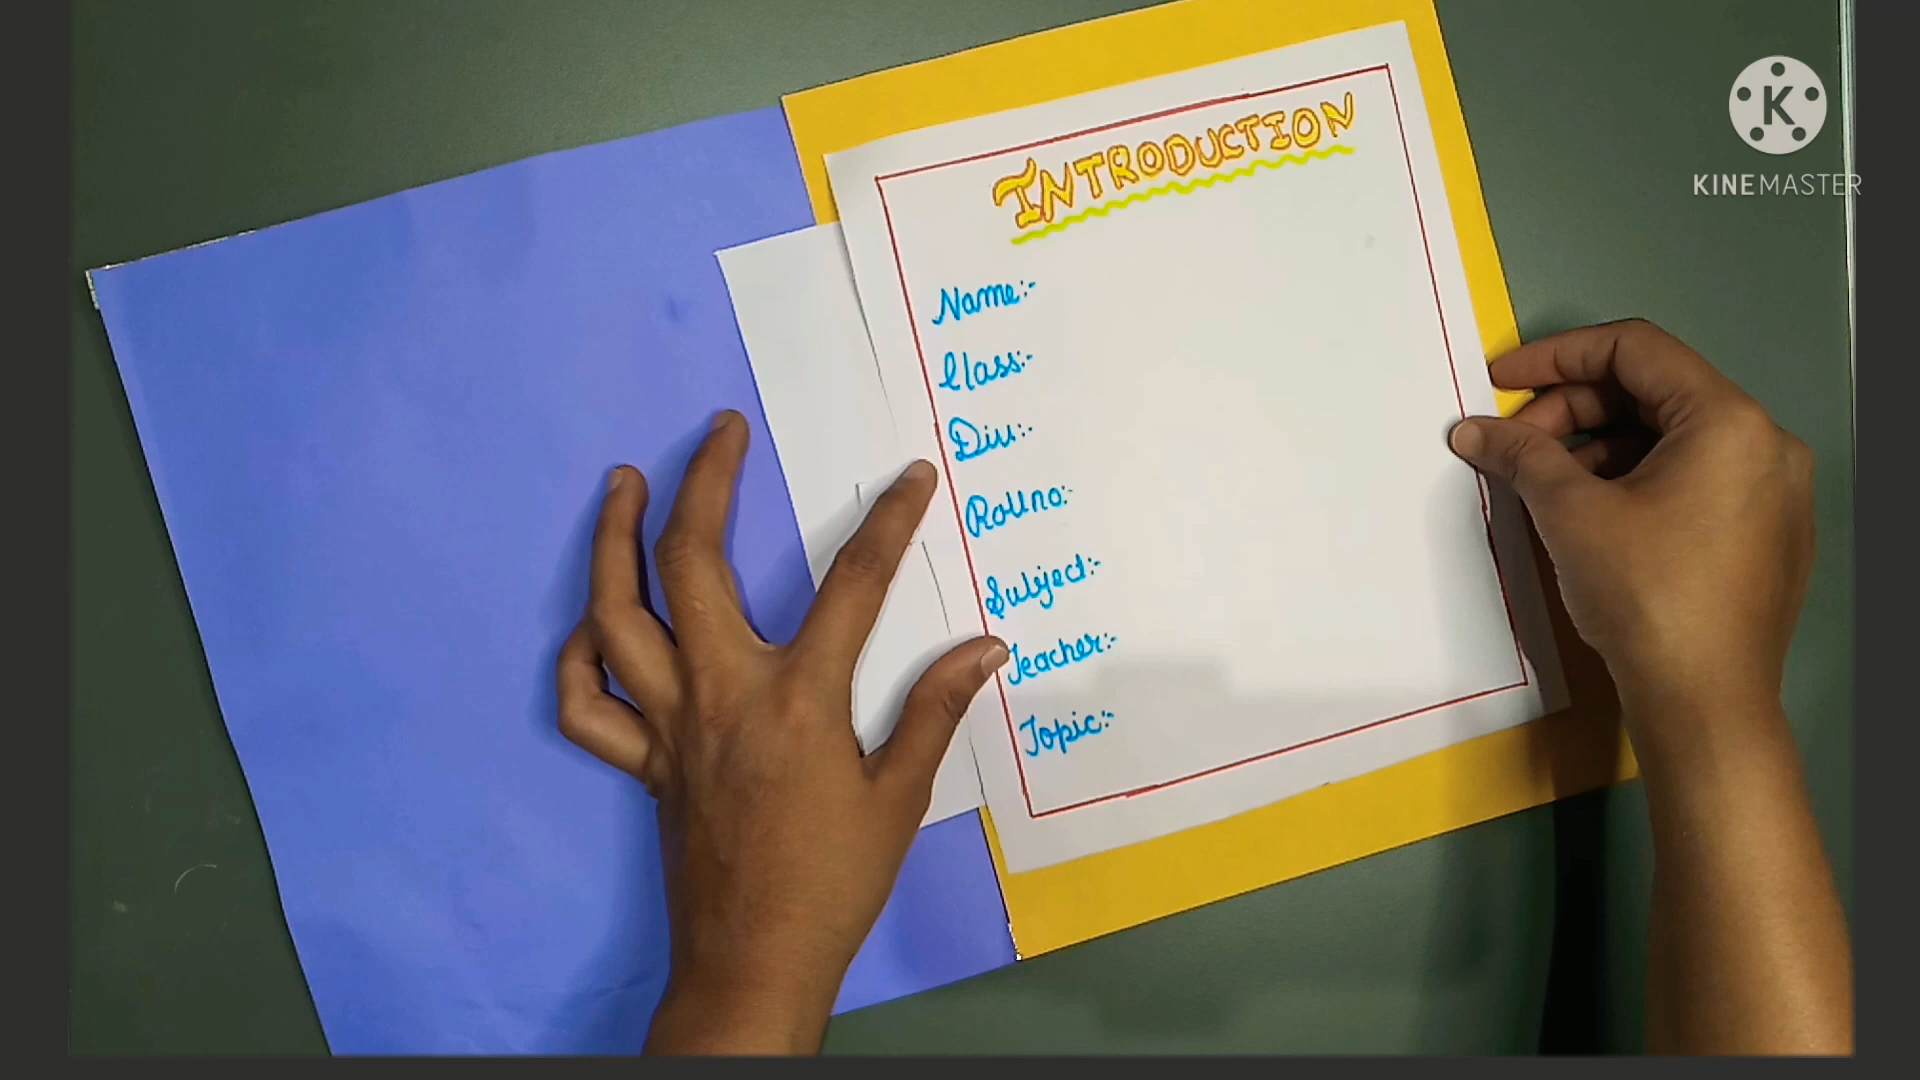 INTRODUCTION
Name:-
Class:-
Div:-
Rollno:-
Subject:-
Teacher:-
Topic:-
K
KINEMASTER